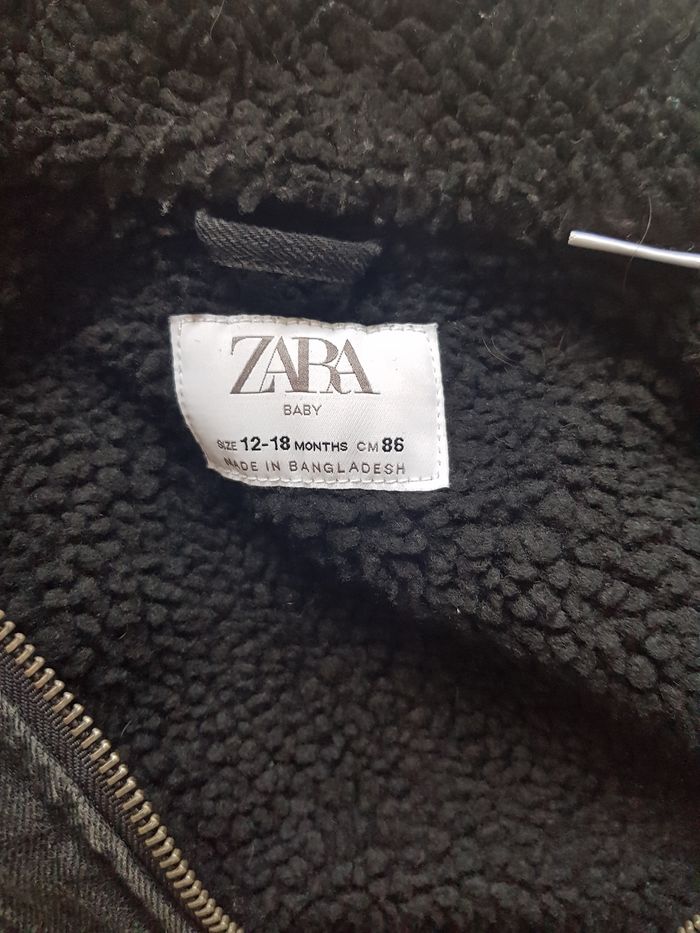 ZARA
BABY
SIZE 12-18 MONTHS CM 86
MADE IN BANGLADESH